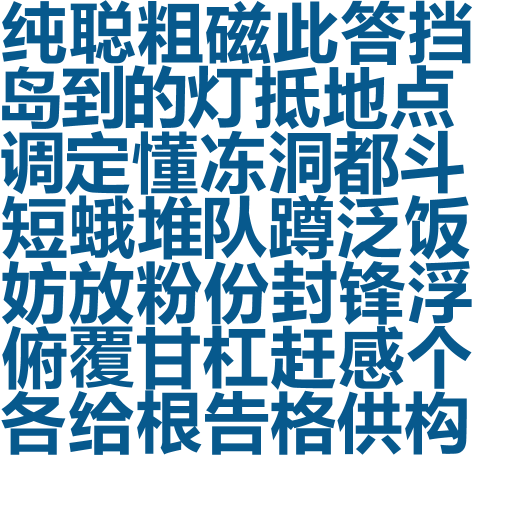 纯聪粗磁此答挡
岛到的灯抵地点
调定懂冻洞都斗
短蛾堆队蹲泛饭
妨放粉份封锋浮
俯覆甘杠赶感个
各给根告格供构